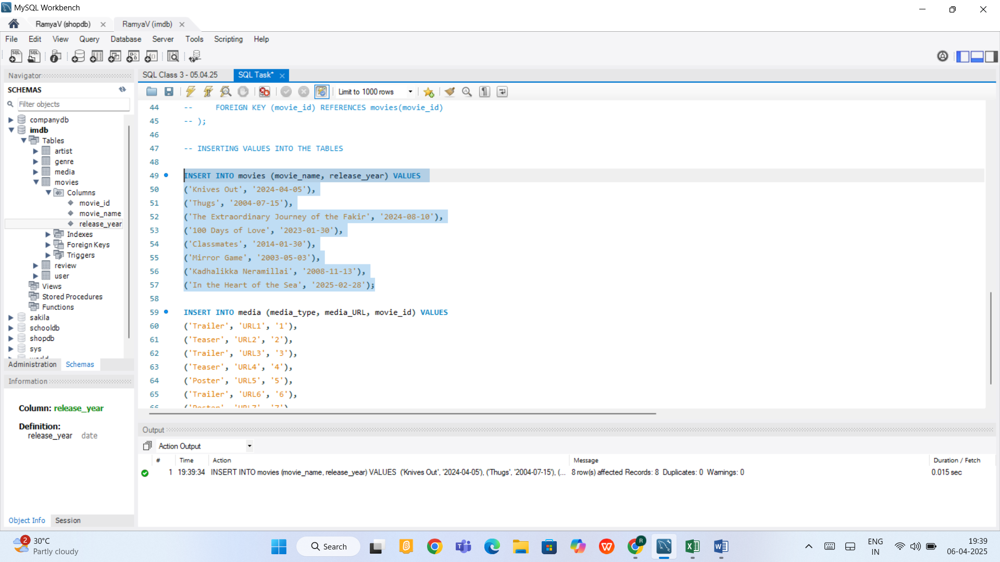 MySQL Workbench
RamyaV (shopdb)
RamyaV (imdb)
File Edit View Query Database Server Tools Scripting Help
Navigator
SCHEMAS
Filter objects
companydb
imdb
Tables
artist
genre
media
movies
Columns
movie_id
movie_name
release_year
Indexes
Foreign Keys
Triggers
review
user
Views
Stored Procedures
Functions
sakila
schooldb
shopdb
sys
Administration Schemas
Information
Column: release_year
Definition:
release_year date
Object Info Session
SQL Class 3 - 05.04.25
SQL Task*
Limit to 1000 rows
44 -- FOREIGN KEY (movie_id) REFERENCES movies(movie_id)
45 -- );
46
47 -- INSERTING VALUES INTO THE TABLES
48
49 INSERT INTO movies (movie_name, release_year) VALUES
50 ('Knives Out', '2024-04-05'),
51 ('Thugs', '2004-07-15'),
52 ('The Extraordinary Journey of the Fakir', '2024-08-10'),
53 ('100 Days of Love', '2023-01-30'),
54 ('Classmates', '2014-01-30'),
55 ('Mirror Game', '2003-05-03'),
56 ('Kadhalikka Neramillai', '2008-11-13'),
57 ('In the Heart of the Sea', '2025-02-28');
58
59 INSERT INTO media (media_type, media_URL, movie_id) VALUES
60 ('Trailer', 'URL1', '1'),
61 ('Teaser', 'URL2', '2'),
62 ('Trailer', 'URL3', '3'),
63 ('Teaser', 'URL4', '4'),
64 ('Poster', 'URL5', '5'),
65 ('Trailer', 'URL6', '6'),
Output
Action Output
# Time Action Message Duration / Fetch
1 19:39:34 INSERT INTO movies (movie_name, release_year) VALUES ('Knives Out', '2024-04-05'), ('Thugs', '2004-07-15'), (... 8 row(s) affected Records: 8 Duplicates: 0 Warnings: 0 0.015 sec
2
30°C
Partly cloudy
Search
R
ENG
IN
19:39
06-04-2025